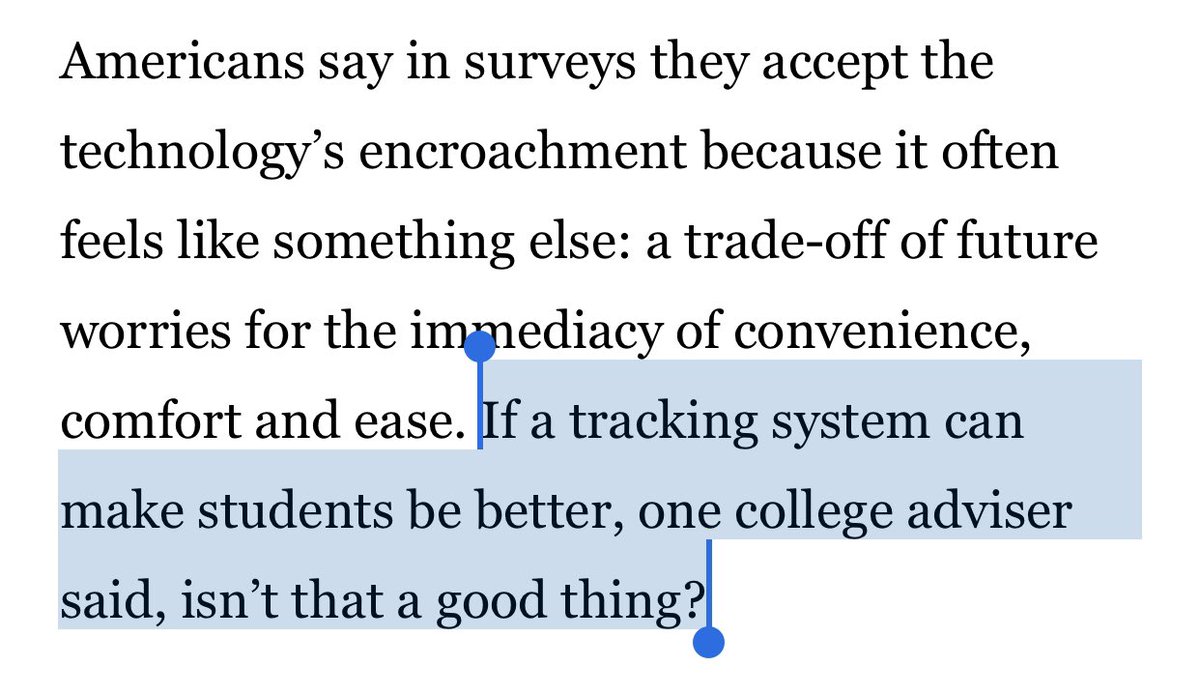 Americans say in surveys they accept the
technology’s encroachment because it often
feels like something else: a trade-off of future
worries for the immediacy of convenience,
comfort and ease. If a tracking system can
make students be better, one college adviser
said, isn’t that a good thing?